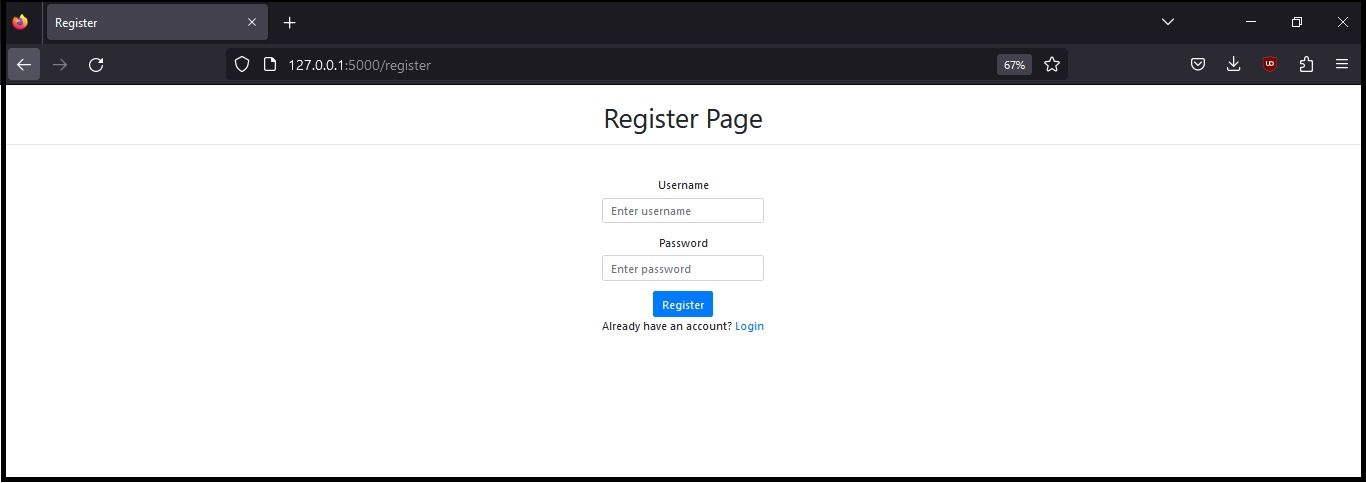 Register
127.0.0.1:5000/register 67%
Register Page
Username
Enter username
Password
Enter password
Register
Already have an account? Login